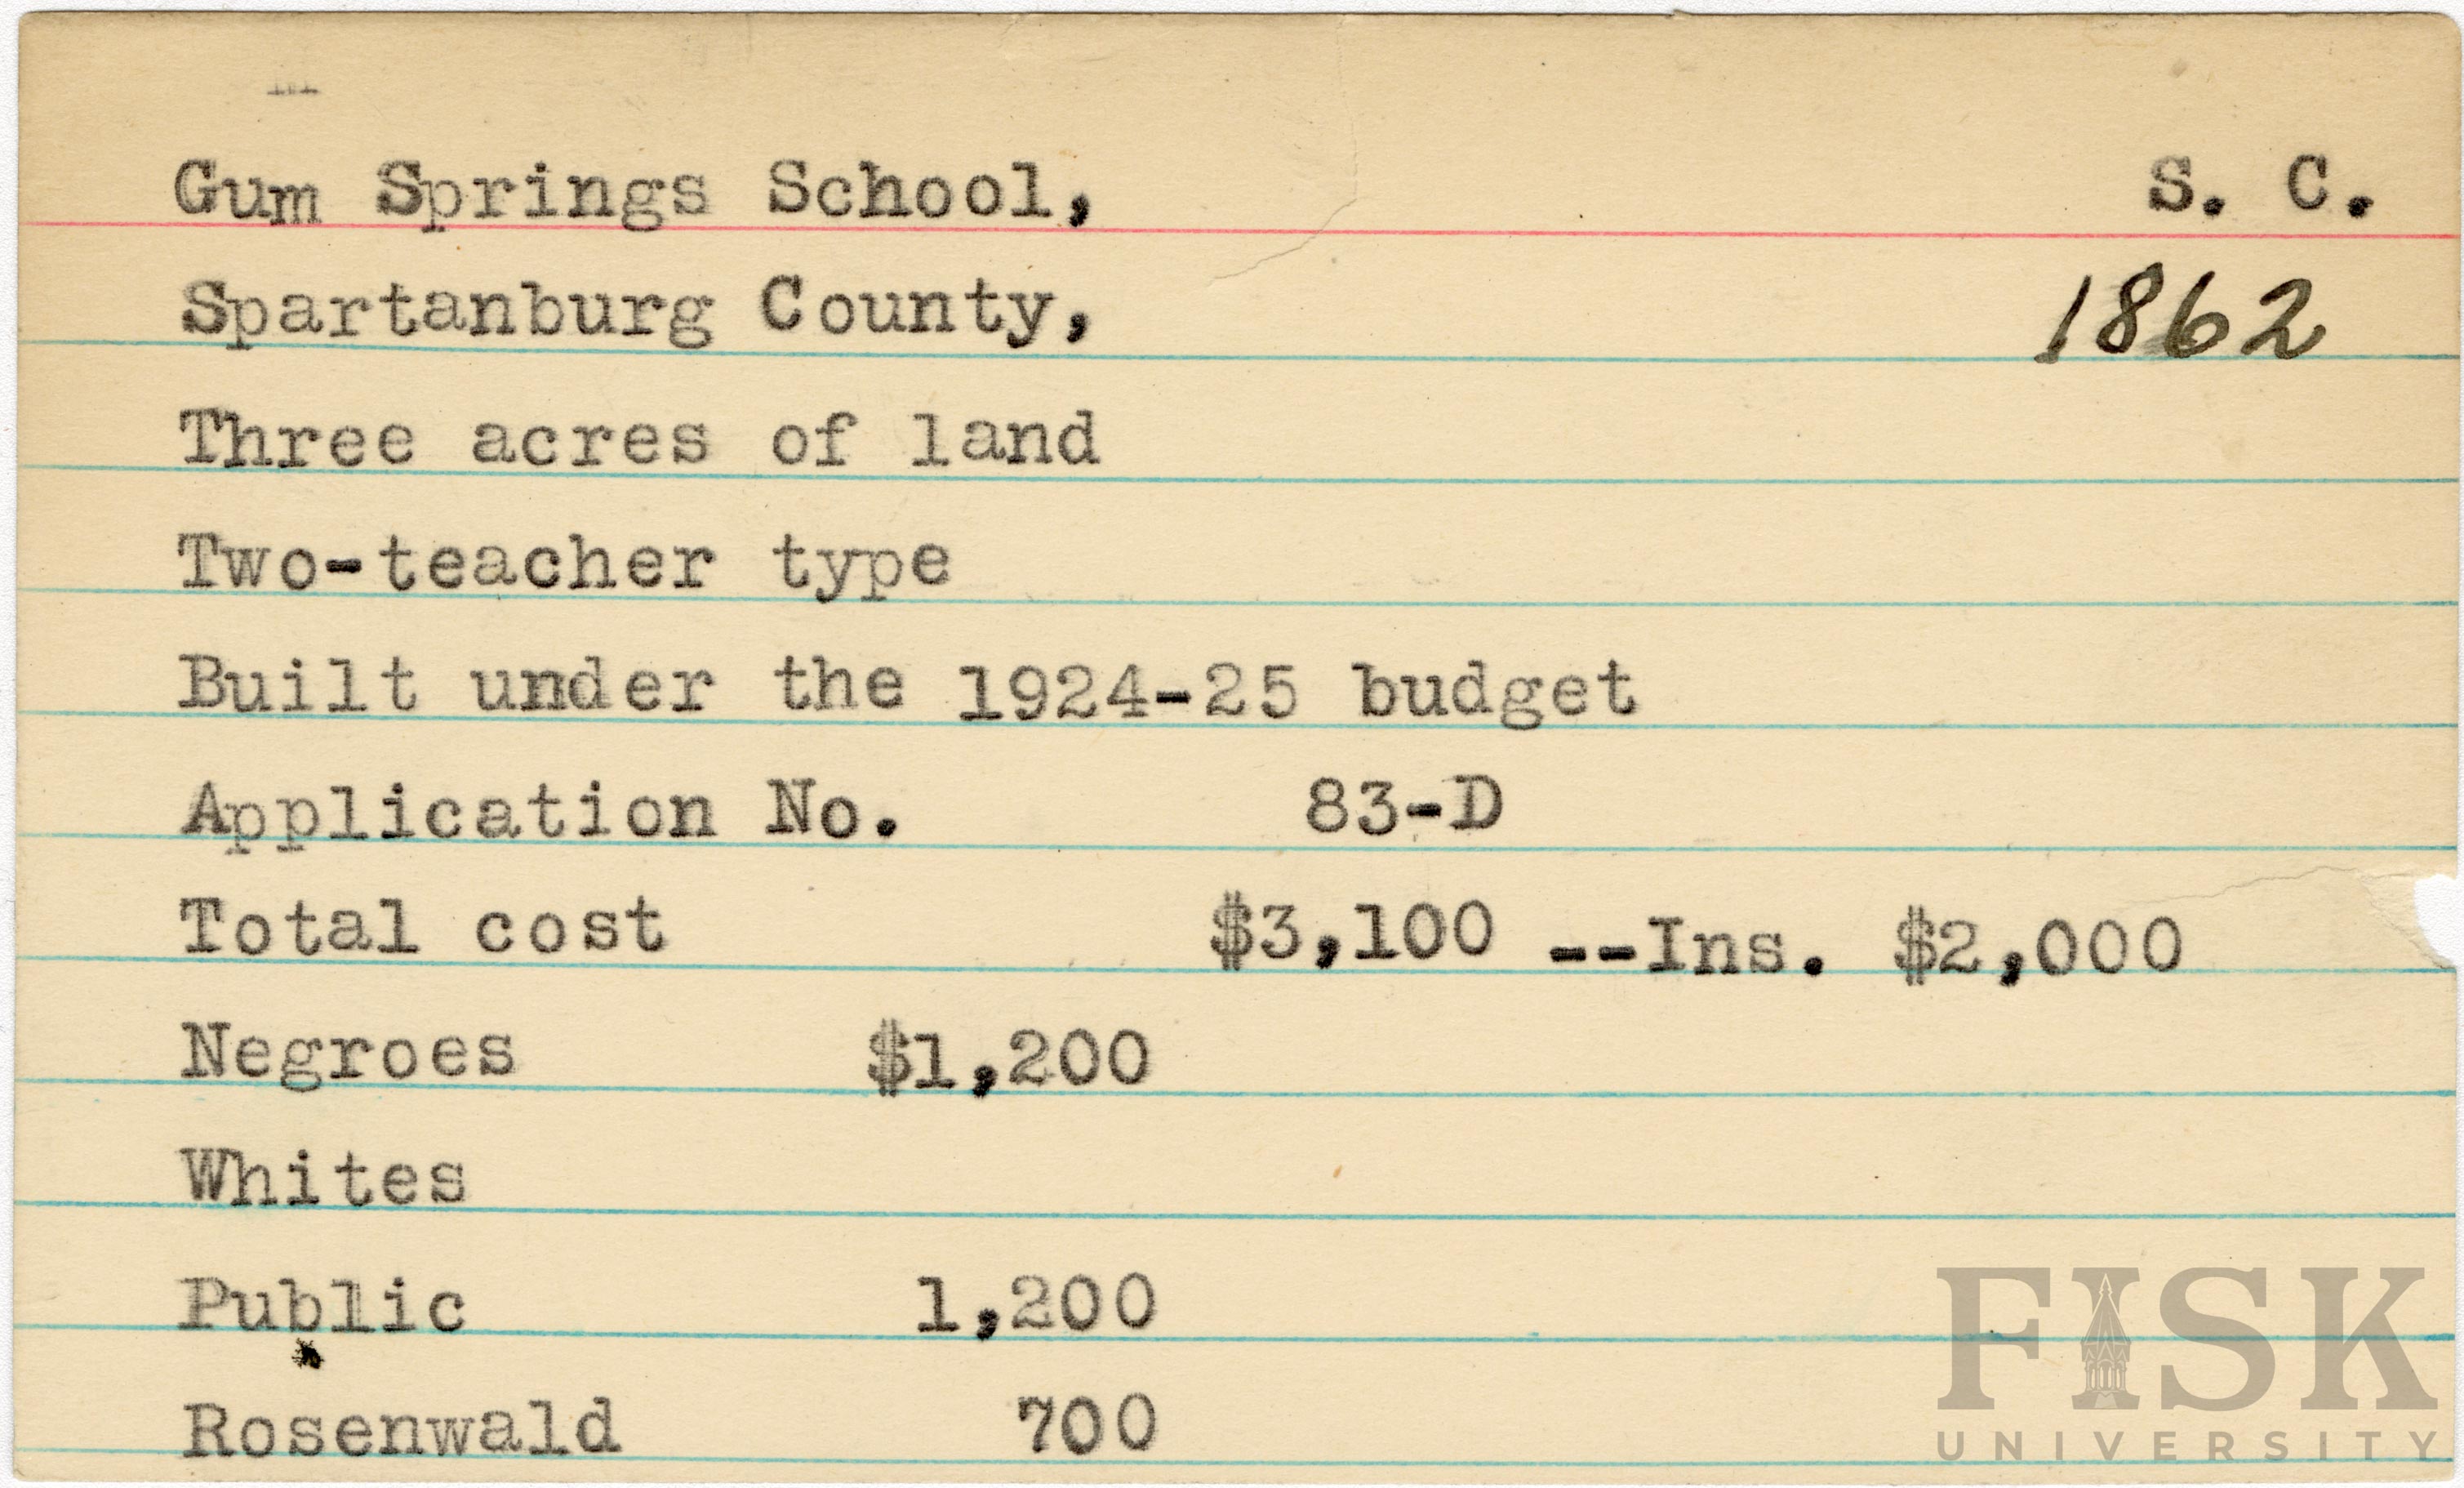 Gum Springs School, S. C.
Spartanburg County, 1862
Three acres of land
Two-teacher type
Built under the 1924-25 budget
Application No. 83-D
Total cost $3,100 --Ins. $2,000
Negroes $1,200
Whites
Public 1,200
Rosenwald 700
FISK
UNIVERSITY